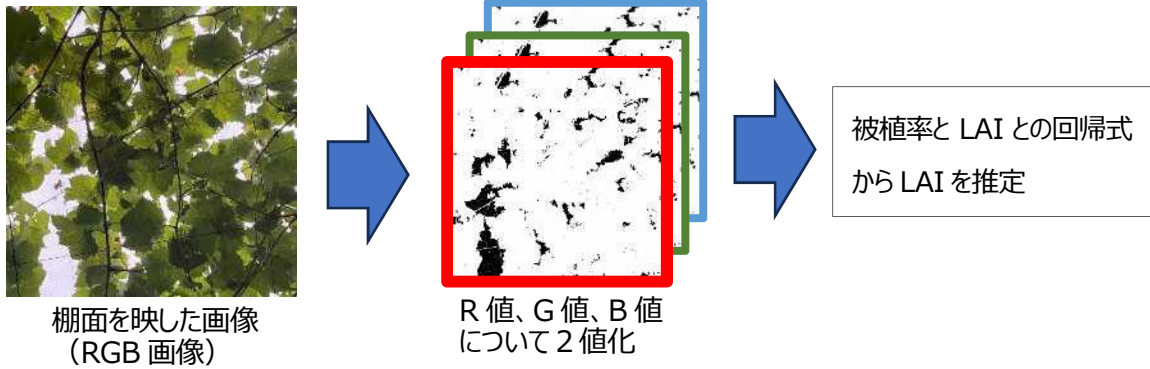 棚面を映した画像
（RGB 画像）
R 値、G 値、B 値
について２値化
被植率と LAI との回帰式
から LAI を推定